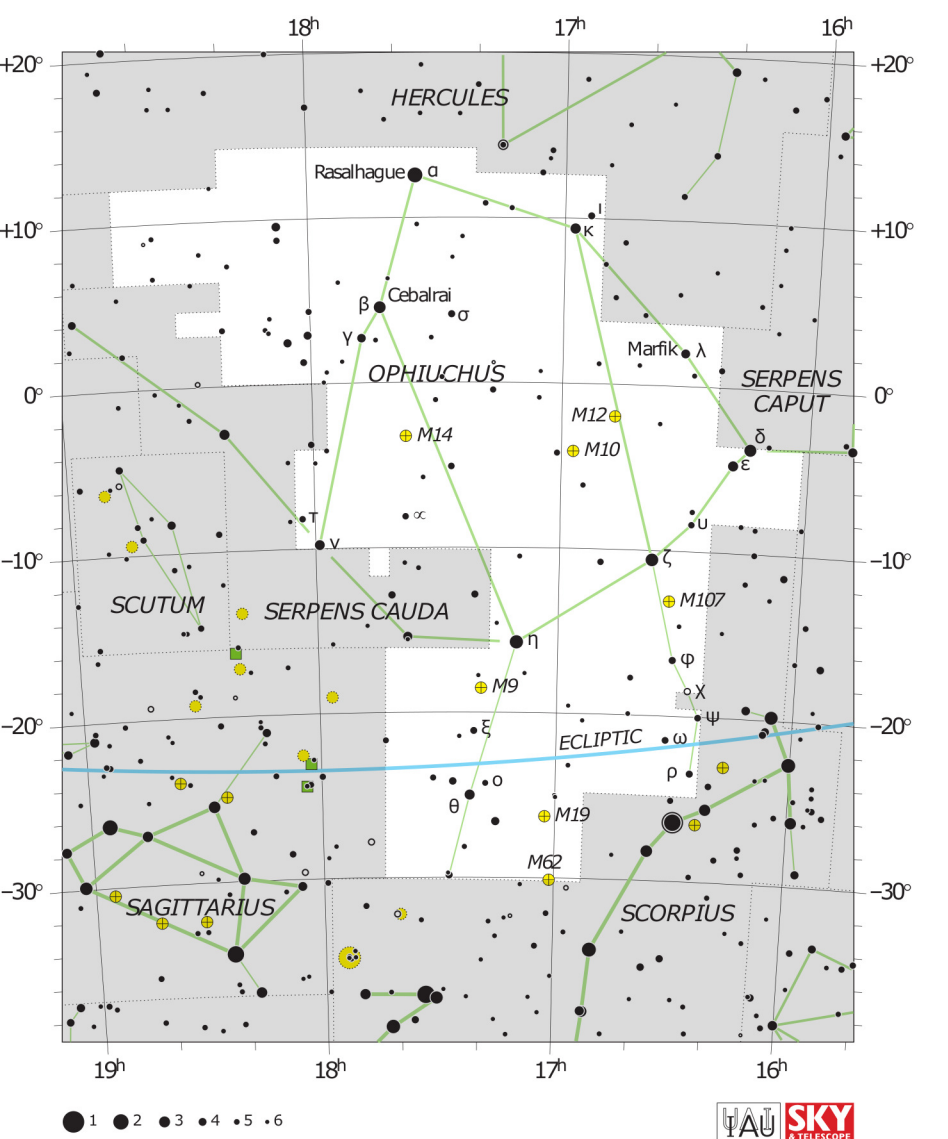 18h 17h 16h
+20° +20°
HERCULES
Rasalhague α
ι
+10° κ +10°
β Cebalrai
σ
γ
Marfik λ
OPHIUCHUS
SERPENS
CAPUT
0° 0°
M12
M14 δ
M10
ε
τ ∝ υ
ν
−10° ζ −10°
SCUTUM SERPENS CAUDA M107
η
φ
M9
χ
−20° ξ ψ −20°
ECLIPTIC ω
ρ
ο
θ
M19
M62
−30° −30°
SAGITTARIUS SCORPIUS
19h 18h 17h 16h
1 2 3 4 5 6
IAU SKY
& TELESCOPE